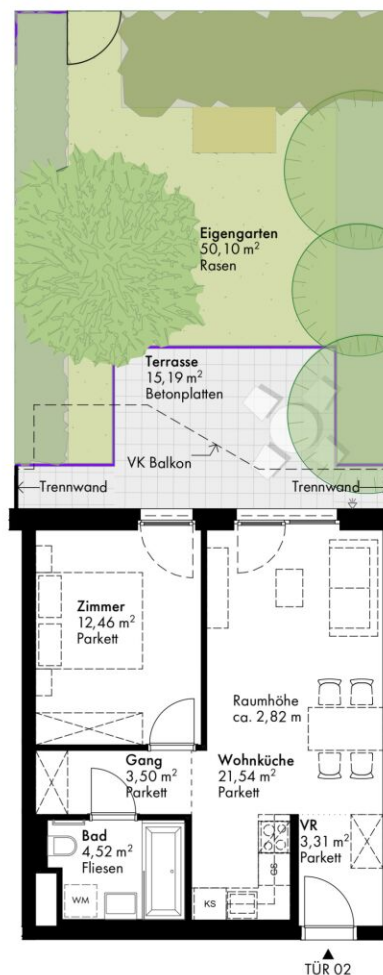 Eigengarten
50,10 m²
Rasen
Terrasse
15,19 m²
Betonplatten
VK Balkon
Trennwand
Trennwand
Zimmer
12,46 m²
Parkett
Raumhöhe
ca. 2,82 m
Gang
3,50 m²
Parkett
Wohnküche
21,54 m²
Parkett
Bad
4,52 m²
Fliesen
VR
3,31 m²
Parkett
WM
KS
GS
TÜR 02